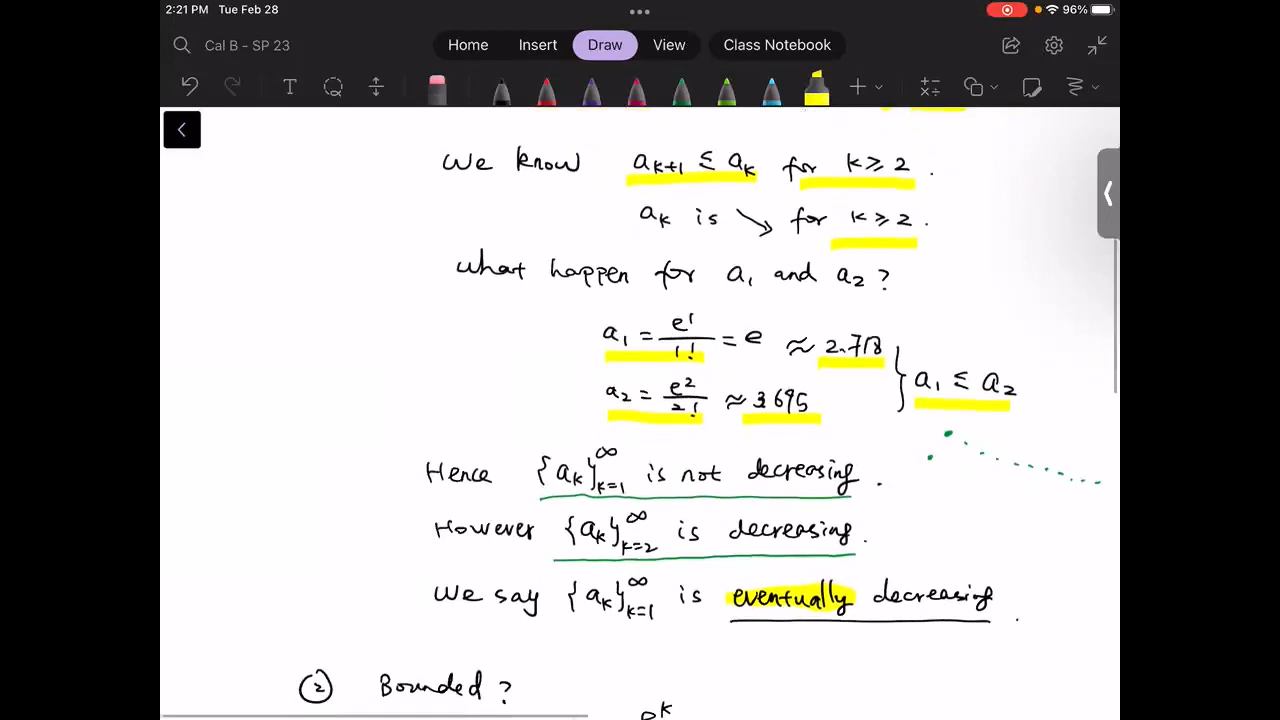 2:21 PM Tue Feb 28
96%
Cal B - SP 23
Home Insert Draw View Class Notebook
We know a_{k+1} ≤ a_k for k ≥ 2 .
a_k is ↘ for k ≥ 2 .
What happen for a_1 and a_2 ?
a_1 = e^1/1! = e ≈ 2.718
a_2 = e^2/2! ≈ 3.695
} a_1 ≤ a_2
Hence {a_k}_{k=1}^∞ is not decreasing .
However {a_k}_{k=2}^∞ is decreasing .
We say {a_k}_{k=1}^∞ is eventually decreasing .
② Bounded ?